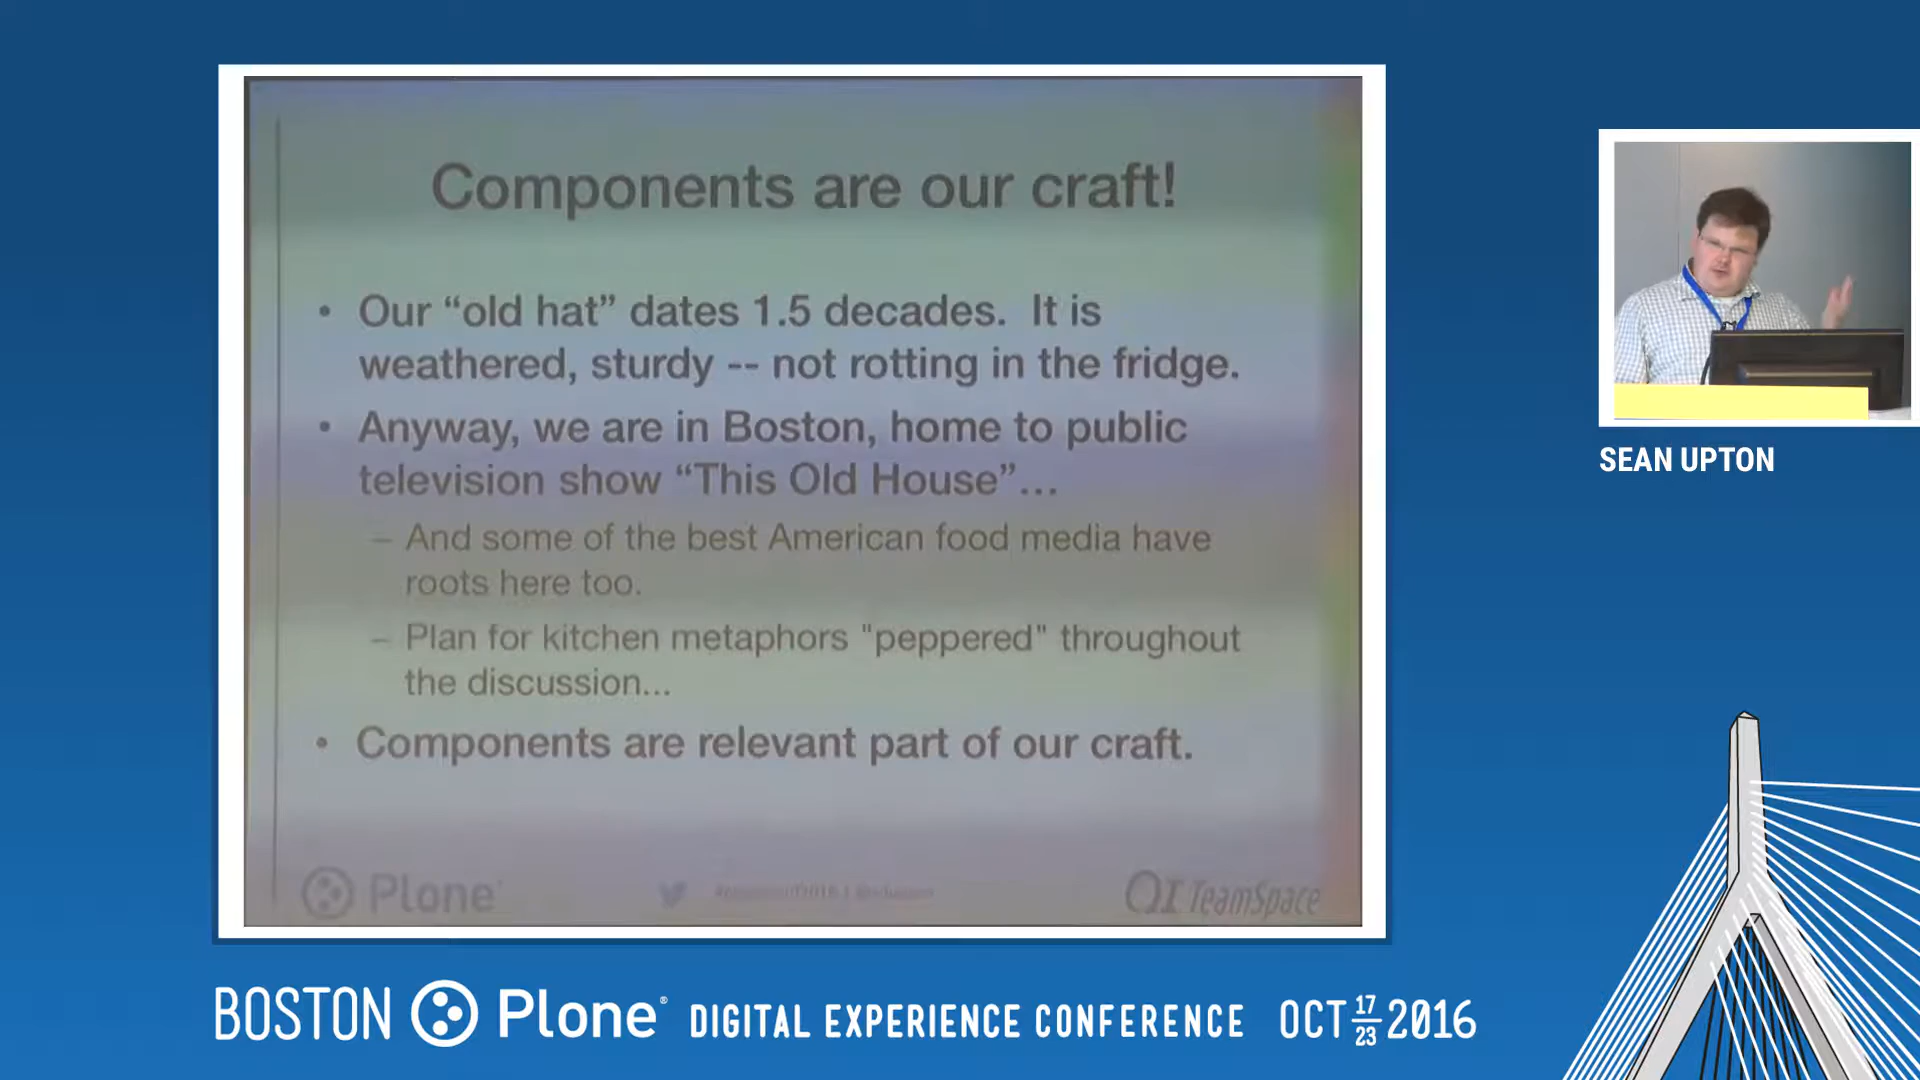 Components are our craft!
• Our “old hat” dates 1.5 decades. It is
weathered, sturdy -- not rotting in the fridge.
• Anyway, we are in Boston, home to public
television show “This Old House”...
– And some of the best American food media have
roots here too.
– Plan for kitchen metaphors "peppered" throughout
the discussion...
• Components are relevant part of our craft.
Plone
QI TeamSpace
SEAN UPTON
BOSTON Plone® DIGITAL EXPERIENCE CONFERENCE OCT 17 23 2016